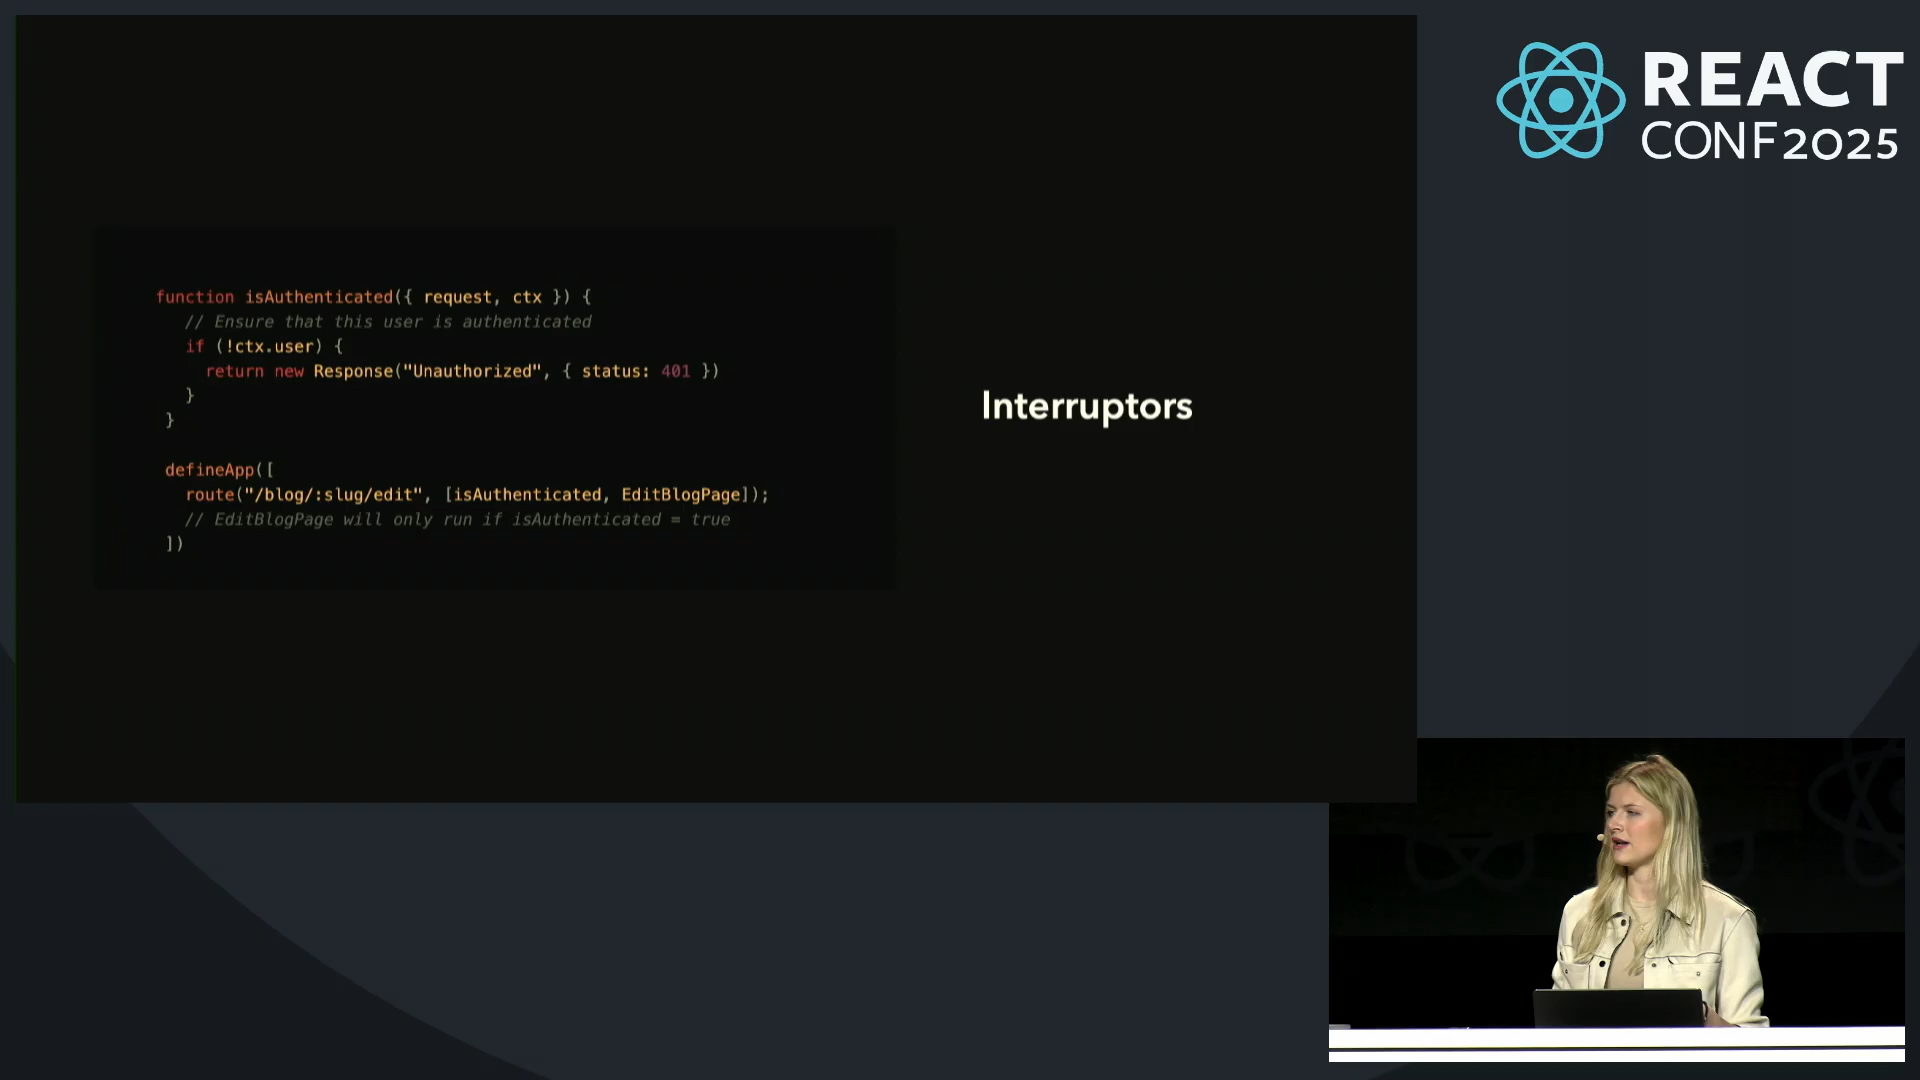 REACT
CONF2025
function isAuthenticated({ request, ctx }) {
// Ensure that this user is authenticated
if (!ctx.user) {
return new Response("Unauthorized", { status: 401 })
}
}
defineApp([
route("/blog/:slug/edit", [isAuthenticated, EditBlogPage]);
// EditBlogPage will only run if isAuthenticated = true
])
Interruptors